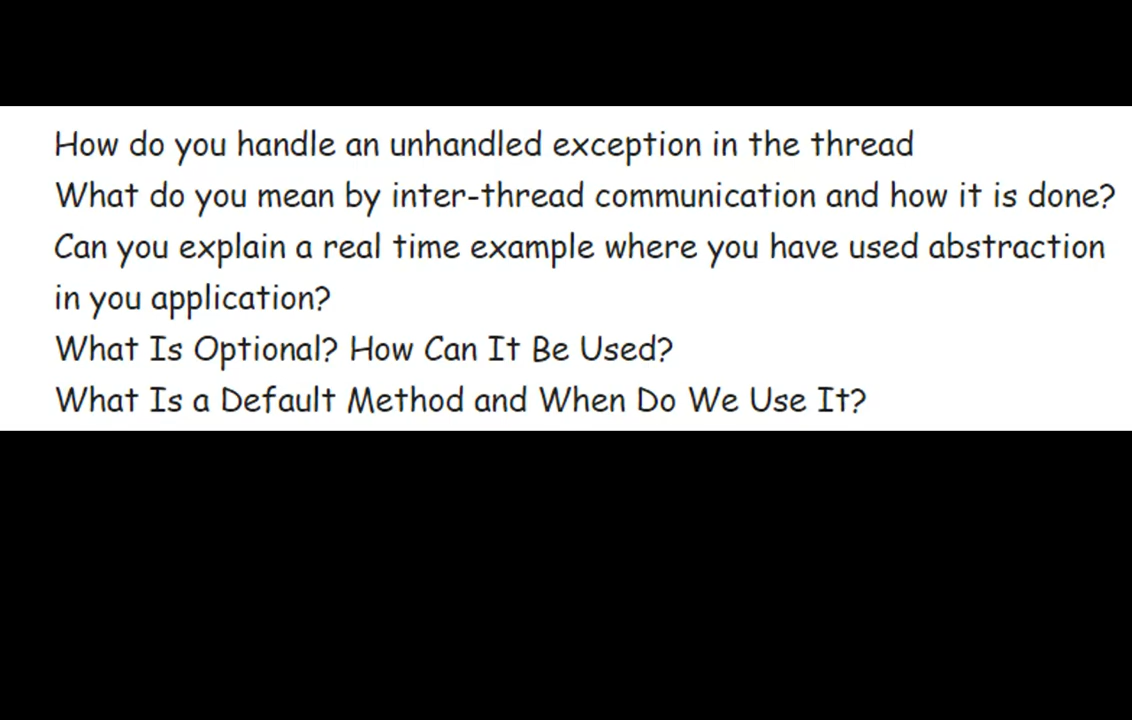 How do you handle an unhandled exception in the thread
What do you mean by inter-thread communication and how it is done?
Can you explain a real time example where you have used abstraction
in you application?
What Is Optional? How Can It Be Used?
What Is a Default Method and When Do We Use It?